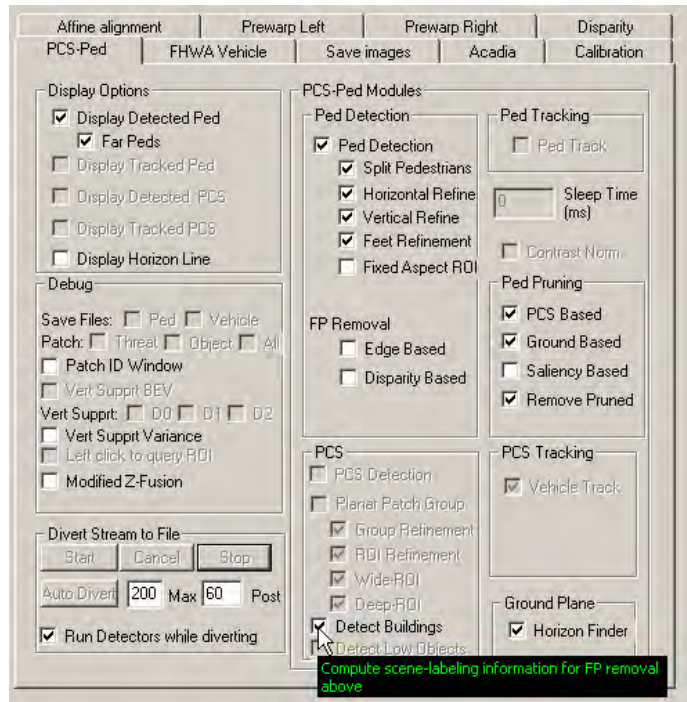 Affine alignment Prewarp Left Prewarp Right Disparity
PCS-Ped FHWA Vehicle Save images Acadia Calibration
Display Options
Display Detected Ped
Far Peds
Display Tracked Ped
Display Detected PCS
Display Tracked PCS
Display Horizon Line
Debug
Save Files: Ped Vehicle
Patch: Threat Object All
Patch ID Window
Vert Supprt BEV
Vert Supprt: D0 D1 D2
Vert Supprt Variance
Left click to query ROI
Modified Z-Fusion
Divert Stream to File
Start Cancel Stop
Auto Divert 200 Max 60 Post
Run Detectors while diverting
PCS-Ped Modules
Ped Detection
Ped Detection
Split Pedestrians
Horizontal Refine
Vertical Refine
Feet Refinement
Fixed Aspect ROI
FP Removal
Edge Based
Disparity Based
PCS
PCS Detection
Planar Patch Group
Group Refinement
ROI Refinement
Wide-ROI
Deep-ROI
Detect Buildings
Detect Low Objects
Ped Tracking
Ped Track
0 Sleep Time
(ms)
Contrast Norm
Ped Pruning
PCS Based
Ground Based
Saliency Based
Remove Pruned
PCS Tracking
Vehicle Track
Ground Plane
Horizon Finder
Compute scene-labeling information for FP removal
above